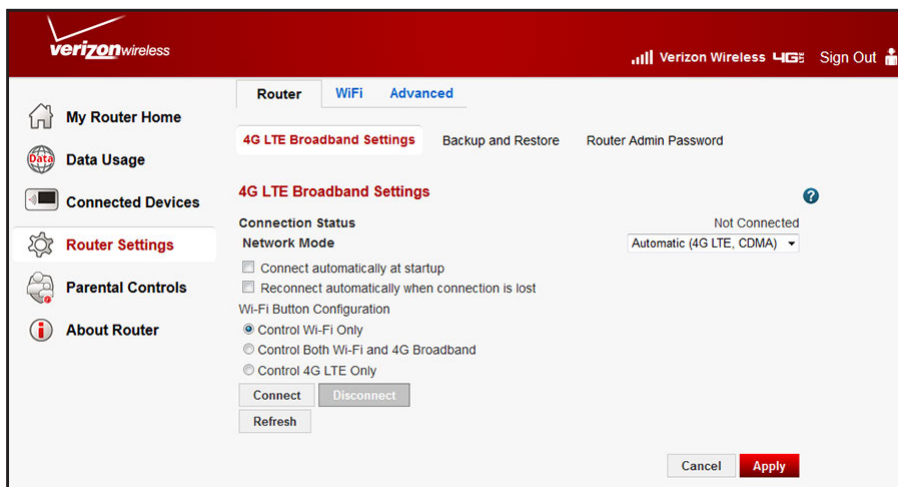 verizonwireless
Verizon Wireless 4G LTE Sign Out
Router WiFi Advanced
My Router Home
4G LTE Broadband Settings Backup and Restore Router Admin Password
Data Data Usage
4G LTE Broadband Settings
?
Connected Devices
Connection Status Not Connected
Router Settings
Network Mode Automatic (4G LTE, CDMA)
Connect automatically at startup
Parental Controls
Reconnect automatically when connection is lost
Wi-Fi Button Configuration
About Router
Control Wi-Fi Only
Control Both Wi-Fi and 4G Broadband
Control 4G LTE Only
Connect Disconnect
Refresh
Cancel Apply